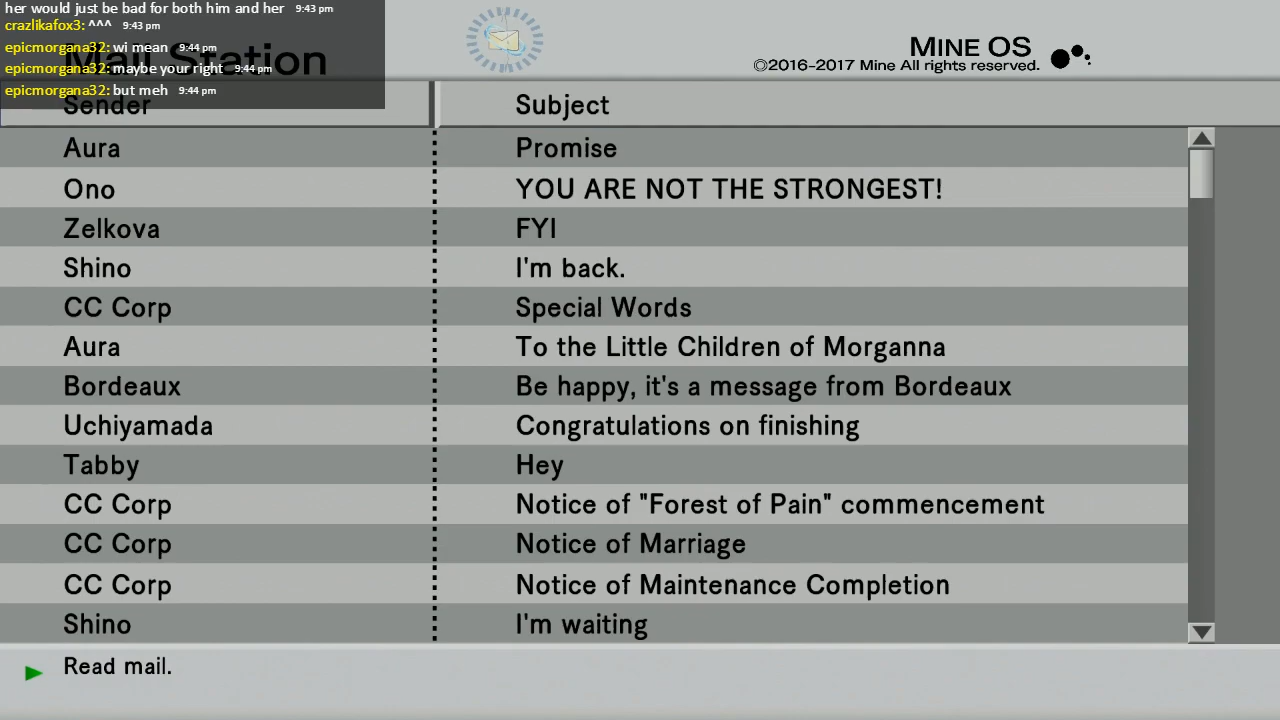 her would just be bad for both him and her 9:43 pm
crazlikafox3: ^^^ 9:43 pm
epicmorgana32: wi mean 9:44 pm
epicmorgana32: maybe your right 9:44 pm
epicmorgana32: but meh 9:44 pm
Mail Station
MINE OS
©2016-2017 Mine All rights reserved.
Sender Subject
Aura Promise
Ono YOU ARE NOT THE STRONGEST!
Zelkova FYI
Shino I'm back.
CC Corp Special Words
Aura To the Little Children of Morganna
Bordeaux Be happy, it's a message from Bordeaux
Uchiyamada Congratulations on finishing
Tabby Hey
CC Corp Notice of "Forest of Pain" commencement
CC Corp Notice of Marriage
CC Corp Notice of Maintenance Completion
Shino I'm waiting
Read mail.